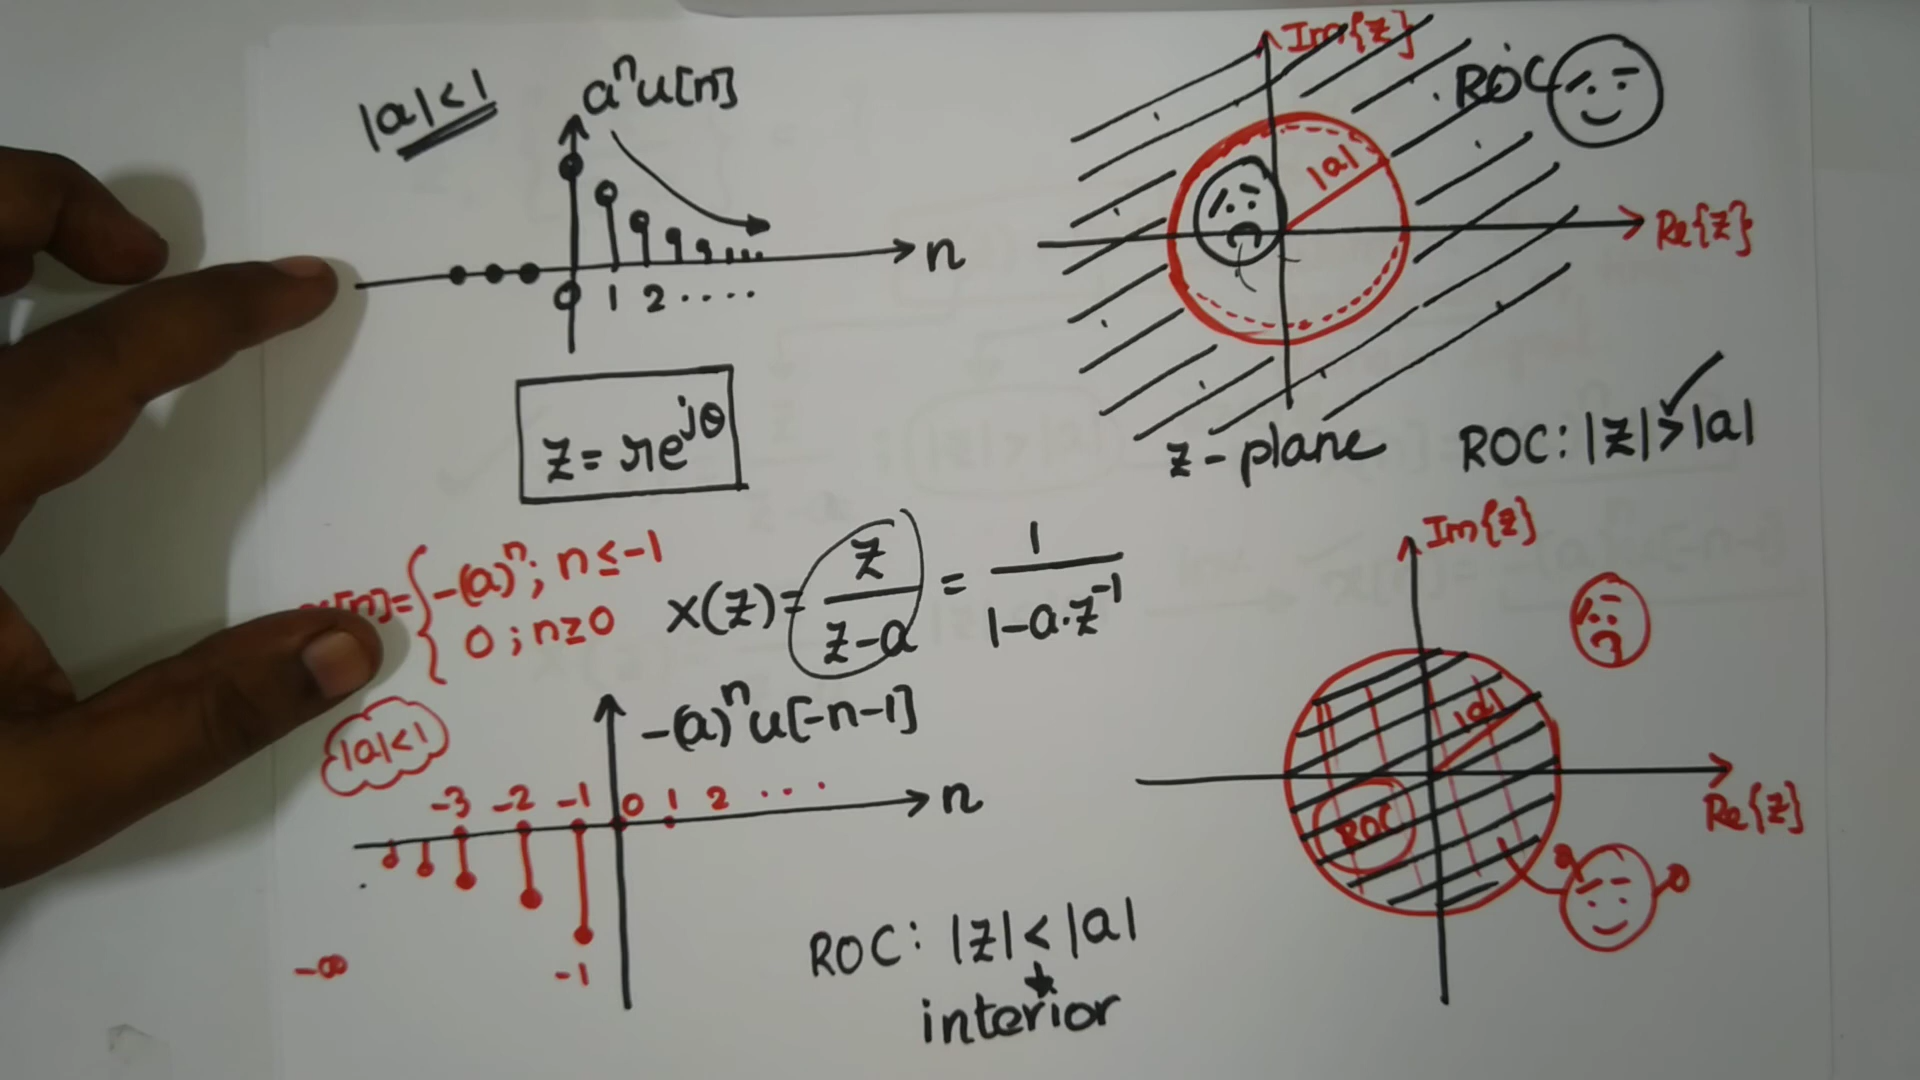 |a|<1
aⁿu[n]
n
0 1 2 ....
z = re^jθ
Im{z}
ROC
|a|
Re{z}
z-plane
ROC: |z|>|a|
[n]= { -(a)ⁿ; n≤-1
0 ; n≥0
X(z)= z/(z-a) = 1/(1-a.z⁻¹)
|a|<1
-(a)ⁿu[-n-1]
-3 -2 -1 0 1 2 ...
n
-∞
-1
ROC: |z|<|a|
interior
Im{z}
|a|
Re{z}
ROC